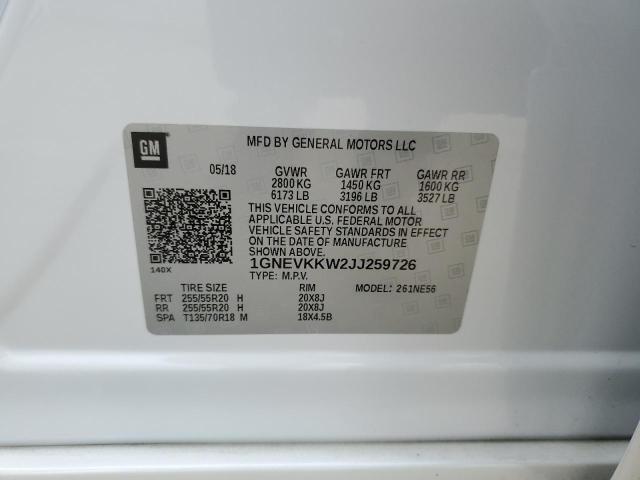 GM
MFD BY GENERAL MOTORS LLC
05/18 GVWR GAWR FRT GAWR RR
2800 KG 1450 KG 1600 KG
6173 LB 3196 LB 3527 LB
THIS VEHICLE CONFORMS TO ALL
APPLICABLE U.S. FEDERAL MOTOR
VEHICLE SAFETY STANDARDS IN EFFECT
ON THE DATE OF MANUFACTURE
SHOWN ABOVE.
1GNEVKKW2JJ259726
140X
TYPE: M.P.V. MODEL: 261NE56
TIRE SIZE RIM
FRT 255/55R20 H 20X8J
RR 255/55R20 H 20X8J
SPA T135/70R18 M 18X4.5B